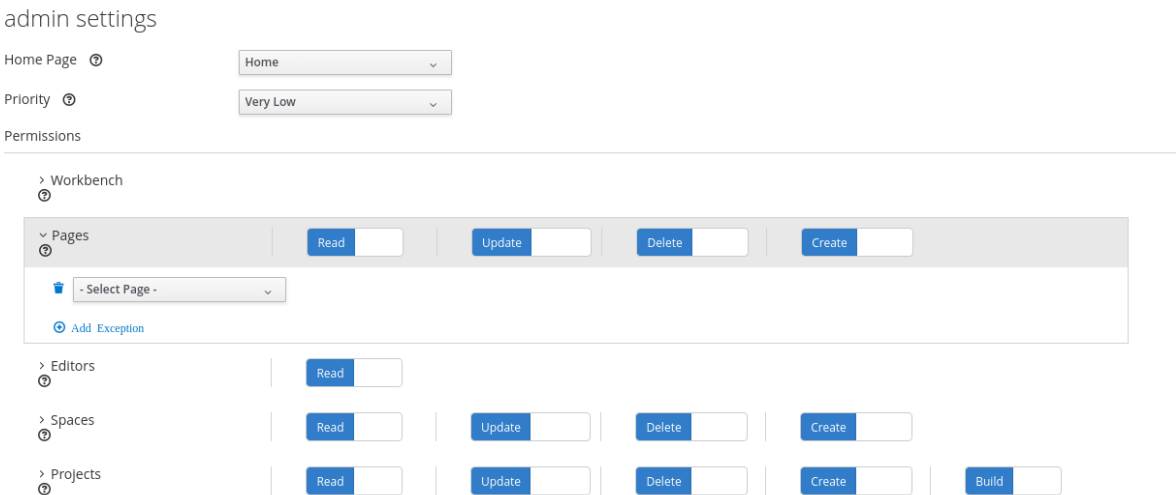 admin settings
Home Page
Home
Priority
Very Low
Permissions
Workbench
Pages Read Update Delete Create
- Select Page -
Add Exception
Editors Read
Spaces Read Update Delete Create
Projects Read Update Delete Create Build